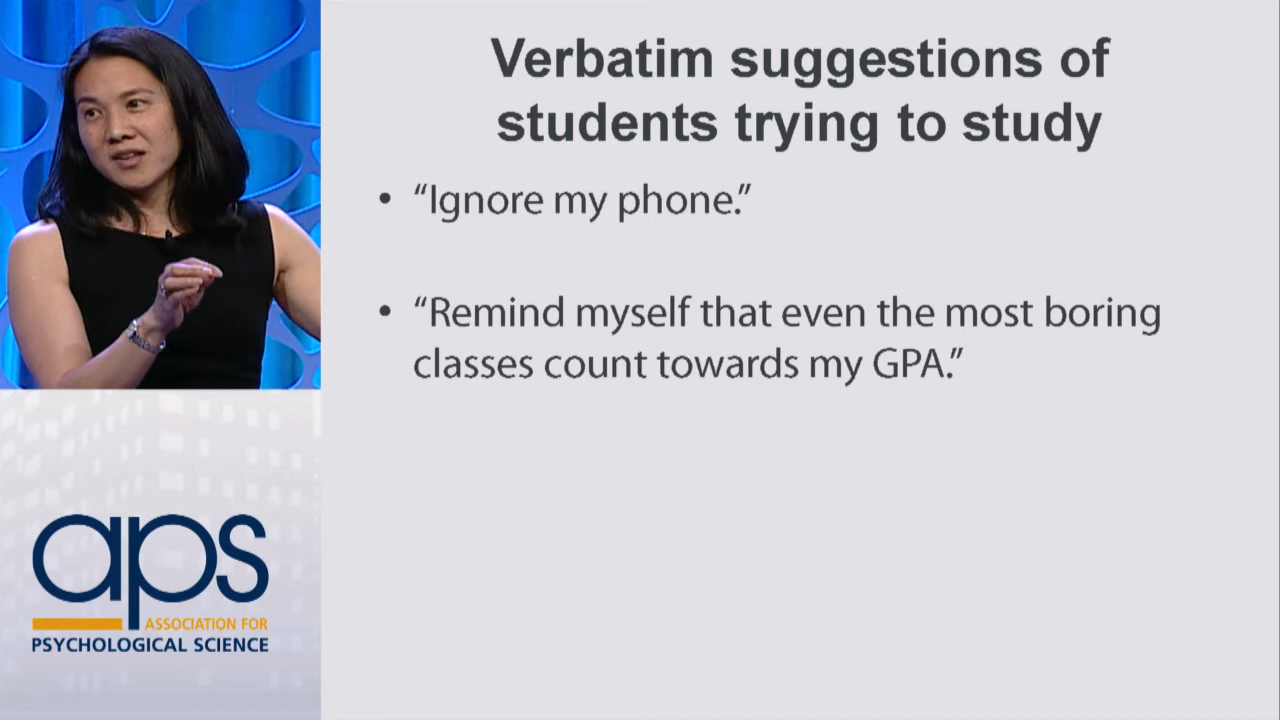 Verbatim suggestions of
students trying to study
• “Ignore my phone.”
• “Remind myself that even the most boring
classes count towards my GPA.”
aps
ASSOCIATION FOR
PSYCHOLOGICAL SCIENCE